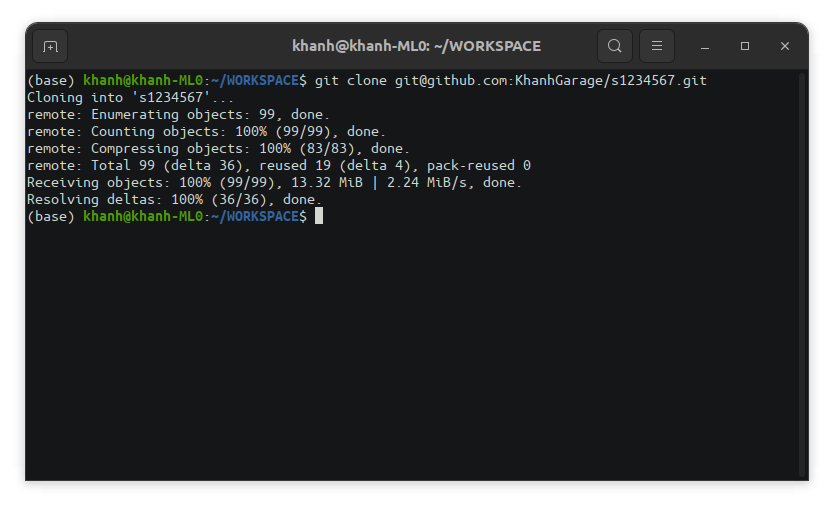 khanh@khanh-ML0: ~/WORKSPACE
(base) khanh@khanh-ML0:~/WORKSPACE$ git clone git@github.com:KhanhGarage/s1234567.git
Cloning into 's1234567'...
remote: Enumerating objects: 99, done.
remote: Counting objects: 100% (99/99), done.
remote: Compressing objects: 100% (83/83), done.
remote: Total 99 (delta 36), reused 19 (delta 4), pack-reused 0
Receiving objects: 100% (99/99), 13.32 MiB | 2.24 MiB/s, done.
Resolving deltas: 100% (36/36), done.
(base) khanh@khanh-ML0:~/WORKSPACE$